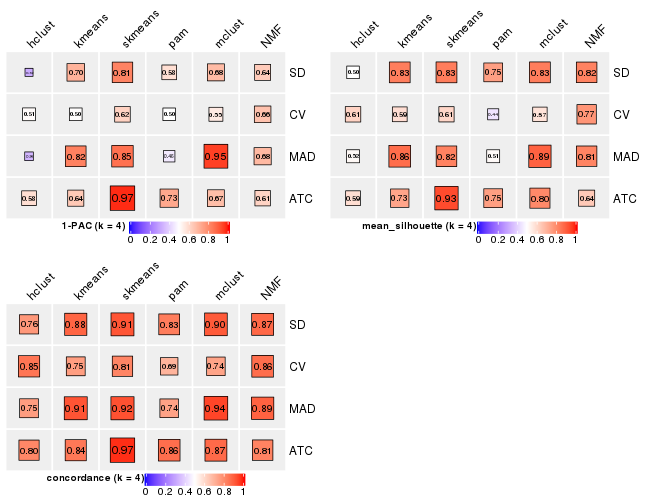 hclust kmeans skmeans pam mclust NMF
0.70 0.81 0.58 0.68 0.64 SD
0.51 0.50 0.62 0.50 0.55 0.66 CV
0.82 0.85 0.95 0.68 MAD
0.58 0.64 0.97 0.73 0.67 0.61 ATC
1-PAC (k = 4)
0 0.2 0.4 0.6 0.8 1
hclust kmeans skmeans pam mclust NMF
0.50 0.83 0.83 0.75 0.83 0.82 SD
0.61 0.59 0.61 0.44 0.57 0.77 CV
0.52 0.86 0.82 0.51 0.89 0.81 MAD
0.59 0.73 0.93 0.75 0.80 0.64 ATC
mean_silhouette (k = 4)
0 0.2 0.4 0.6 0.8 1
hclust kmeans skmeans pam mclust NMF
0.76 0.88 0.91 0.83 0.90 0.87 SD
0.85 0.75 0.81 0.69 0.74 0.86 CV
0.75 0.91 0.92 0.74 0.94 0.89 MAD
0.80 0.84 0.97 0.86 0.87 0.81 ATC
concordance (k = 4)
0 0.2 0.4 0.6 0.8 1